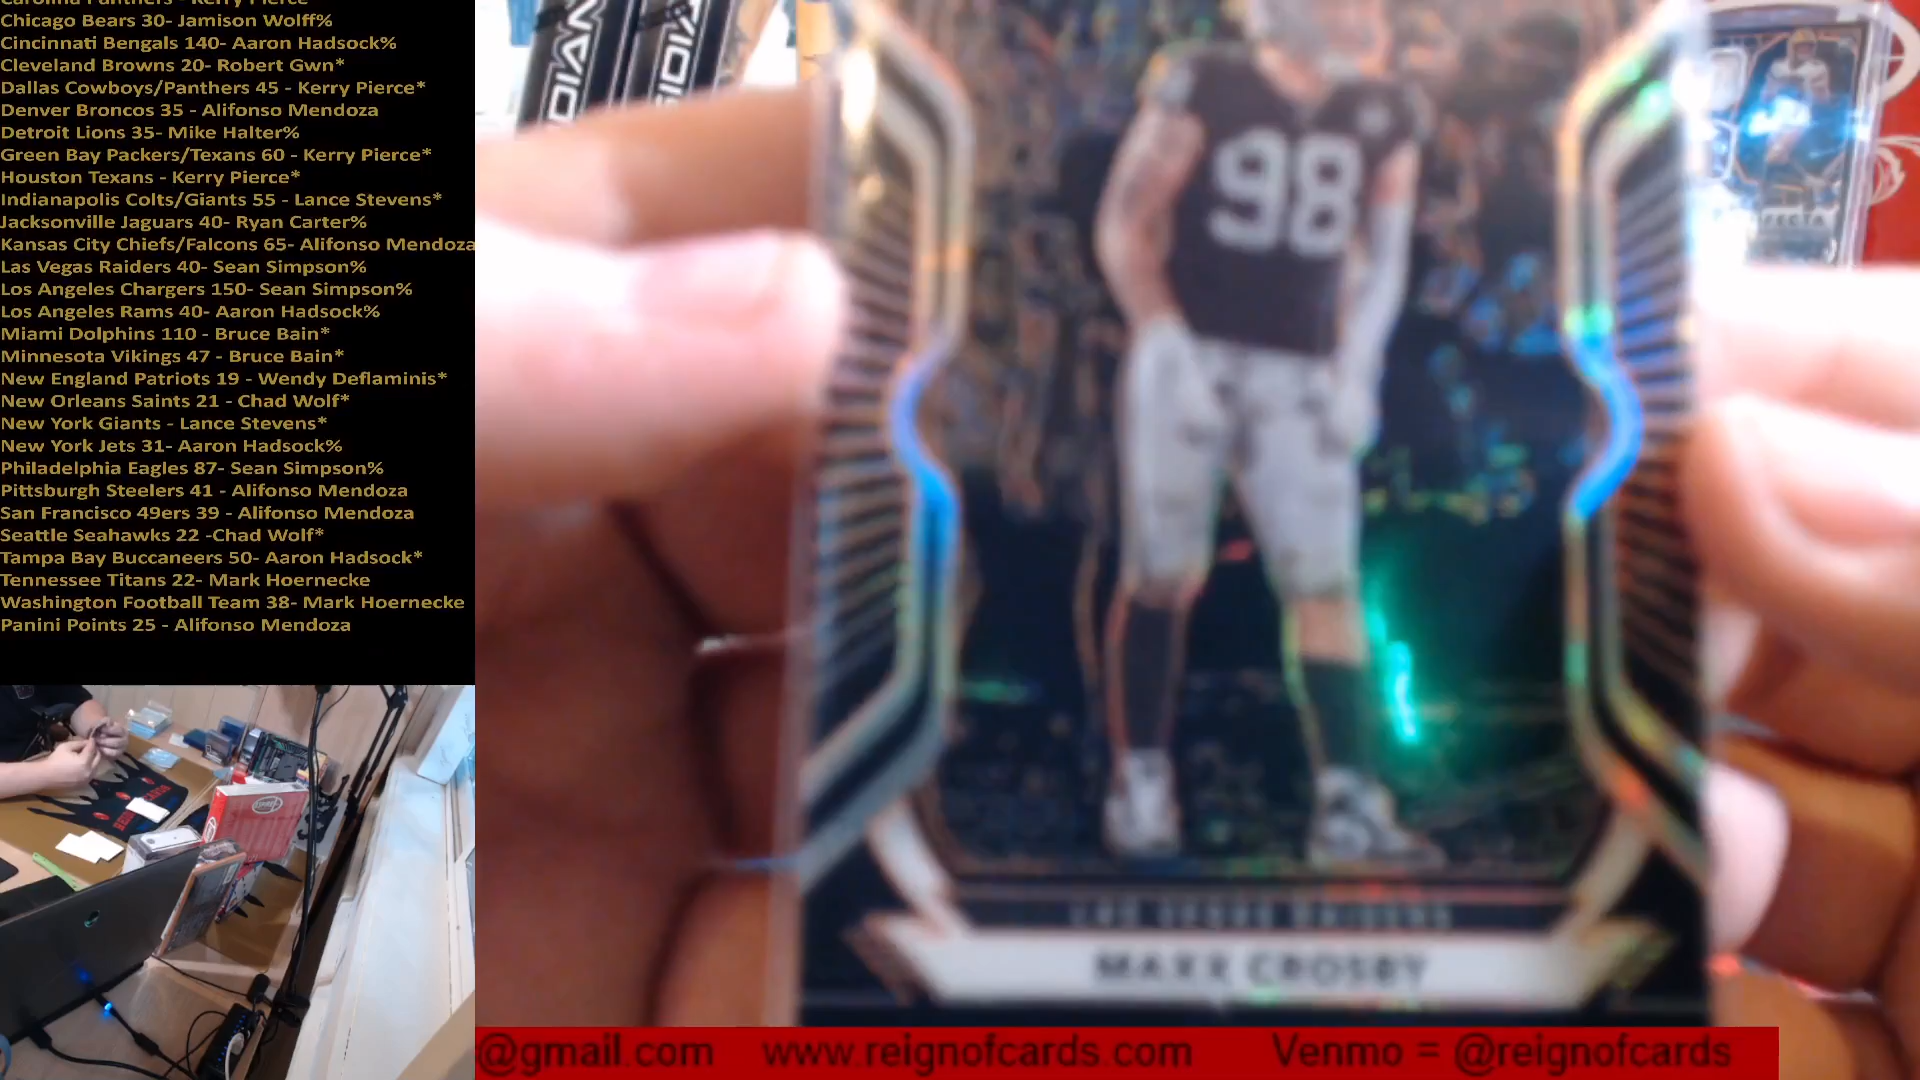 Carolina Panthers - Kerry Pierce
Chicago Bears 30- Jamison Wolff%
Cincinnati Bengals 140- Aaron Hadsock%
Cleveland Browns 20- Robert Gwn*
Dallas Cowboys/Panthers 45 - Kerry Pierce*
Denver Broncos 35 - Alifonso Mendoza
Detroit Lions 35- Mike Halter%
Green Bay Packers/Texans 60 - Kerry Pierce*
Houston Texans - Kerry Pierce*
Indianapolis Colts/Giants 55 - Lance Stevens*
Jacksonville Jaguars 40- Ryan Carter%
Kansas City Chiefs/Falcons 65- Alifonso Mendoza
Las Vegas Raiders 40- Sean Simpson%
Los Angeles Chargers 150- Sean Simpson%
Los Angeles Rams 40- Aaron Hadsock%
Miami Dolphins 110 - Bruce Bain*
Minnesota Vikings 47 - Bruce Bain*
New England Patriots 19 - Wendy Deflaminis*
New Orleans Saints 21 - Chad Wolf*
New York Giants - Lance Stevens*
New York Jets 31- Aaron Hadsock%
Philadelphia Eagles 87- Sean Simpson%
Pittsburgh Steelers 41 - Alifonso Mendoza
San Francisco 49ers 39 - Alifonso Mendoza
Seattle Seahawks 22 -Chad Wolf*
Tampa Bay Buccaneers 50- Aaron Hadsock*
Tennessee Titans 22- Mark Hoernecke
Washington Football Team 38- Mark Hoernecke
Panini Points 25 - Alifonso Mendoza
98
LAS VEGAS RAIDERS
MAXX CROSBY
@gmail.com www.reignofcards.com Venmo = @reignofcards